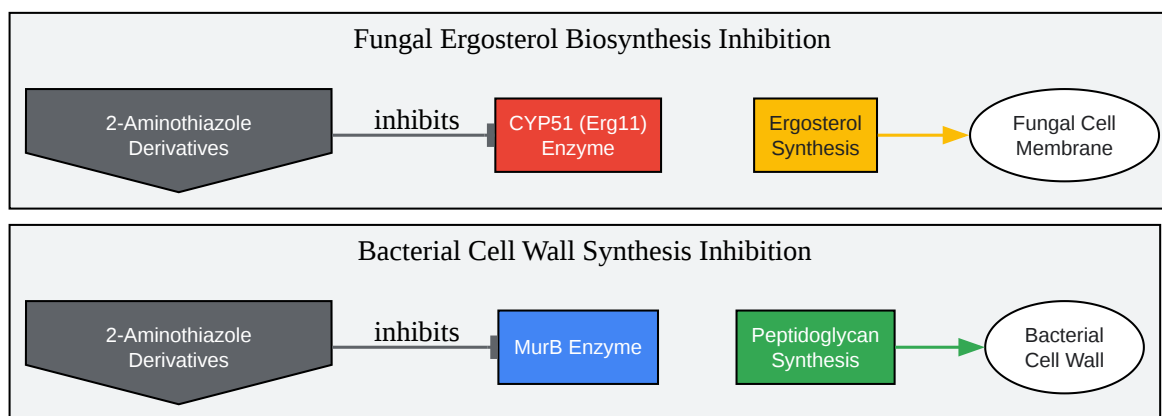 Fungal Ergosterol Biosynthesis Inhibition
2-Aminothiazole
Derivatives
inhibits
CYP51 (Erg11)
Enzyme
Ergosterol
Synthesis
Fungal Cell
Membrane
Bacterial Cell Wall Synthesis Inhibition
2-Aminothiazole
Derivatives
inhibits
MurB Enzyme
Peptidoglycan
Synthesis
Bacterial
Cell Wall